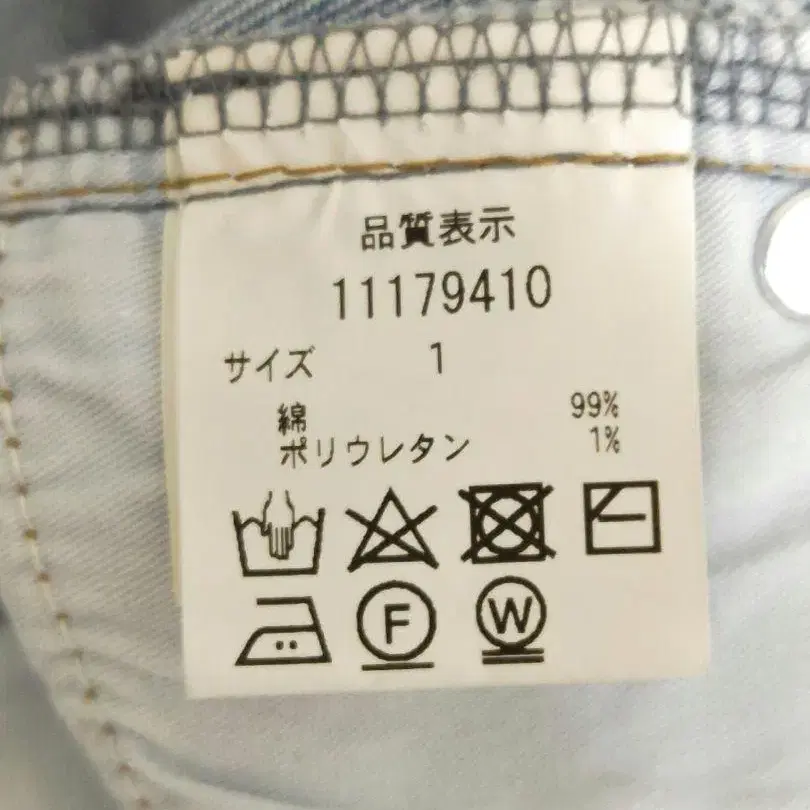 品質表示
11179410
サイズ 1
綿 99%
ポリウレタン 1%
F W